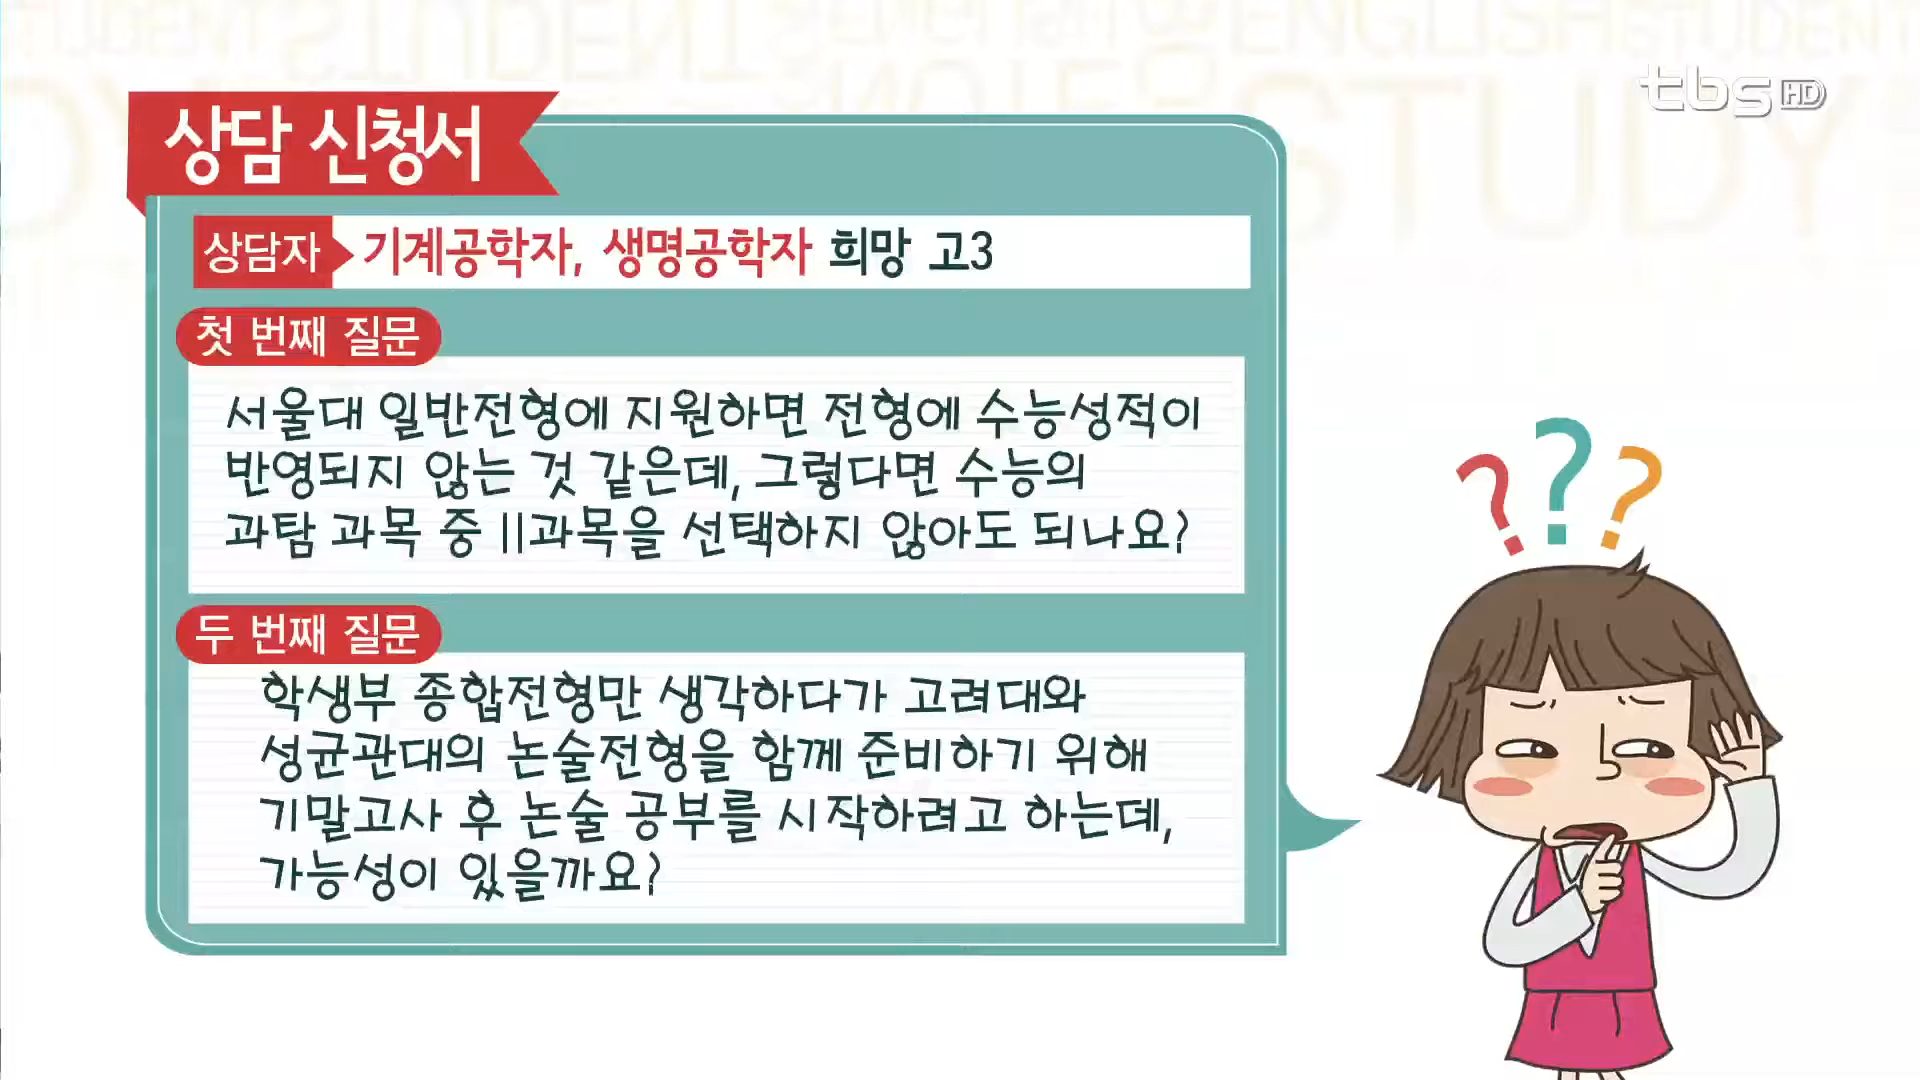 tbs HD
상담 신청서
상담자 기계공학자, 생명공학자 희망 고3
첫 번째 질문
서울대 일반전형에 지원하면 전형에 수능성적이
반영되지 않는 것 같은데, 그렇다면 수능의
과탐 과목 중 II과목을 선택하지 않아도 되나요?
두 번째 질문
학생부 종합전형만 생각하다가 고려대와
성균관대의 논술전형을 함께 준비하기 위해
기말고사 후 논술 공부를 시작하려고 하는데,
가능성이 있을까요?
???
STUDY
ENGLISH
STUDENT